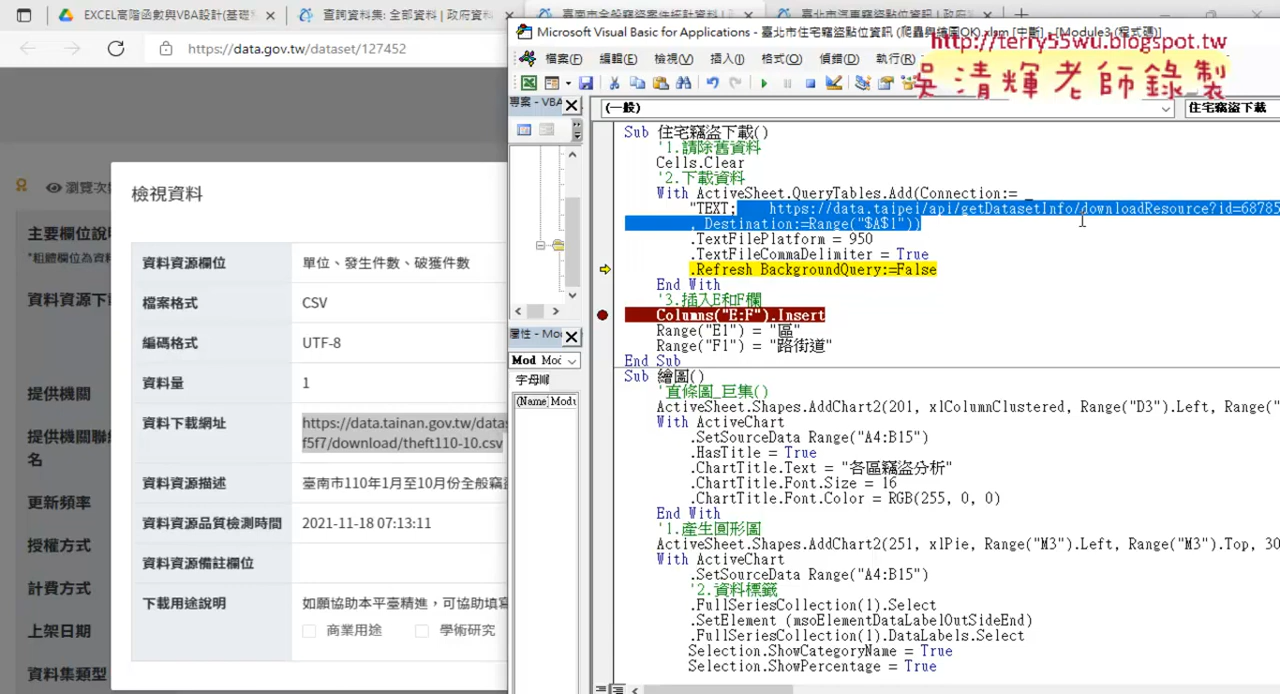 EXCEL高階函數與VBA設計(基礎
查詢資料集: 全部資料 | 政府資料
臺南市全般竊盜案件統計資料 | 政府
臺北市汽車竊盜點位資訊 | 政府
https://data.gov.tw/dataset/127452
瀏覽次
主要欄位說
*粗體欄位為資
資料資源下
提供機關
提供機關聯
名
更新頻率
授權方式
計費方式
上架日期
資料集類型
檢視資料
資料資源欄位 單位、發生件數、破獲件數
檔案格式 CSV
編碼格式 UTF-8
資料量 1
資料下載網址 https://data.tainan.gov.tw/datas
f5f7/download/theft110-10.csv
資料資源描述 臺南市110年1月至10月份全般竊
資料資源品質檢測時間 2021-11-18 07:13:11
資料資源備註欄位
下載用途說明 如願協助本平臺精進，可協助填寫
商業用途 學術研究
Microsoft Visual Basic for Applications - 臺北市住宅竊盜點位資訊 (爬蟲與繪圖OK).xlsm [中斷] - [Module3 (程式碼)]
http://terry55wu.blogspot.tw
吳清輝老師錄製
檔案(F) 編輯(E) 檢視(V) 插入(I) 格式(O) 偵錯(D) 執行(R)
專案 - VBA
(一般) 住宅竊盜下載
屬性 - Mod
Mod Mod
字母順
(Name) Modu
Sub 住宅竊盜下載()
'1.請除舊資料
Cells.Clear
'2.下載資料
With ActiveSheet.QueryTables.Add(Connection:= _
"TEXT; https://data.taipei/api/getDatasetInfo/downloadResource?id=68785
, Destination:=Range("$A$1"))
.TextFilePlatform = 950
.TextFileCommaDelimiter = True
.Refresh BackgroundQuery:=False
End With
'3.插入E和F欄
Columns("E:F").Insert
Range("E1") = "區"
Range("F1") = "路街道"
End Sub
Sub 繪圖()
'直條圖_巨集()
ActiveSheet.Shapes.AddChart2(201, xlColumnClustered, Range("D3").Left, Range("
With ActiveChart
.SetSourceData Range("A4:B15")
.HasTitle = True
.ChartTitle.Text = "各區竊盜分析"
.ChartTitle.Font.Size = 16
.ChartTitle.Font.Color = RGB(255, 0, 0)
End With
'1.產生圓形圖
ActiveSheet.Shapes.AddChart2(251, xlPie, Range("M3").Left, Range("M3").Top, 30
With ActiveChart
.SetSourceData Range("A4:B15")
'2.資料標籤
.FullSeriesCollection(1).Select
.SetElement (msoElementDataLabelOutSideEnd)
.FullSeriesCollection(1).DataLabels.Select
Selection.ShowCategoryName = True
Selection.ShowPercentage = True